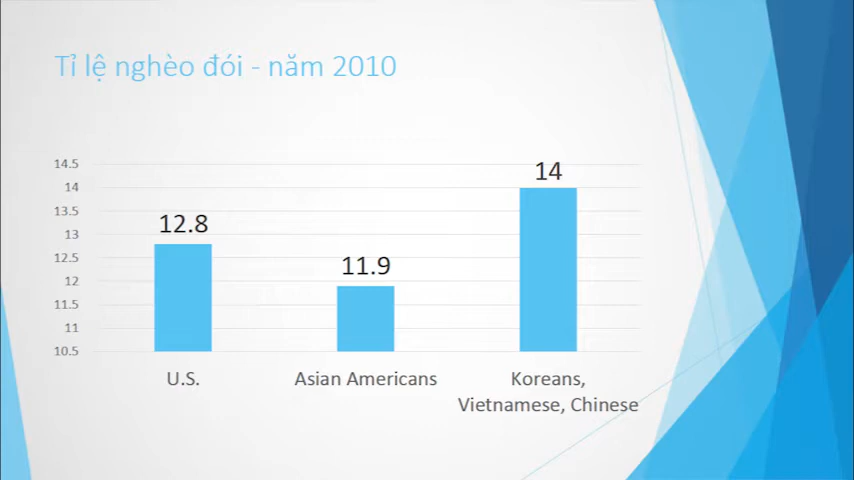 Tỉ lệ nghèo đói - năm 2010
14.5
14
13.5
13
12.5
12
11.5
11
10.5
12.8
11.9
14
U.S.
Asian Americans
Koreans,
Vietnamese, Chinese